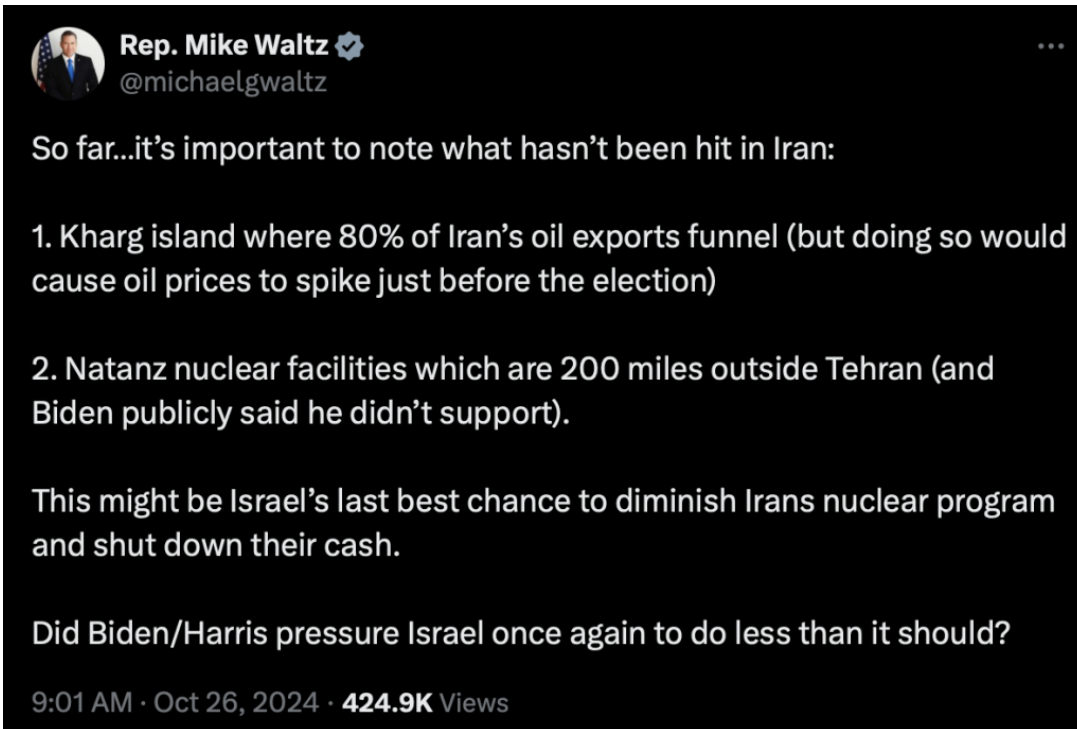 Rep. Mike Waltz
@michaelgwaltz
So far...it’s important to note what hasn’t been hit in Iran:
1. Kharg island where 80% of Iran’s oil exports funnel (but doing so would
cause oil prices to spike just before the election)
2. Natanz nuclear facilities which are 200 miles outside Tehran (and
Biden publicly said he didn’t support).
This might be Israel’s last best chance to diminish Irans nuclear program
and shut down their cash.
Did Biden/Harris pressure Israel once again to do less than it should?
9:01 AM · Oct 26, 2024 · 424.9K Views